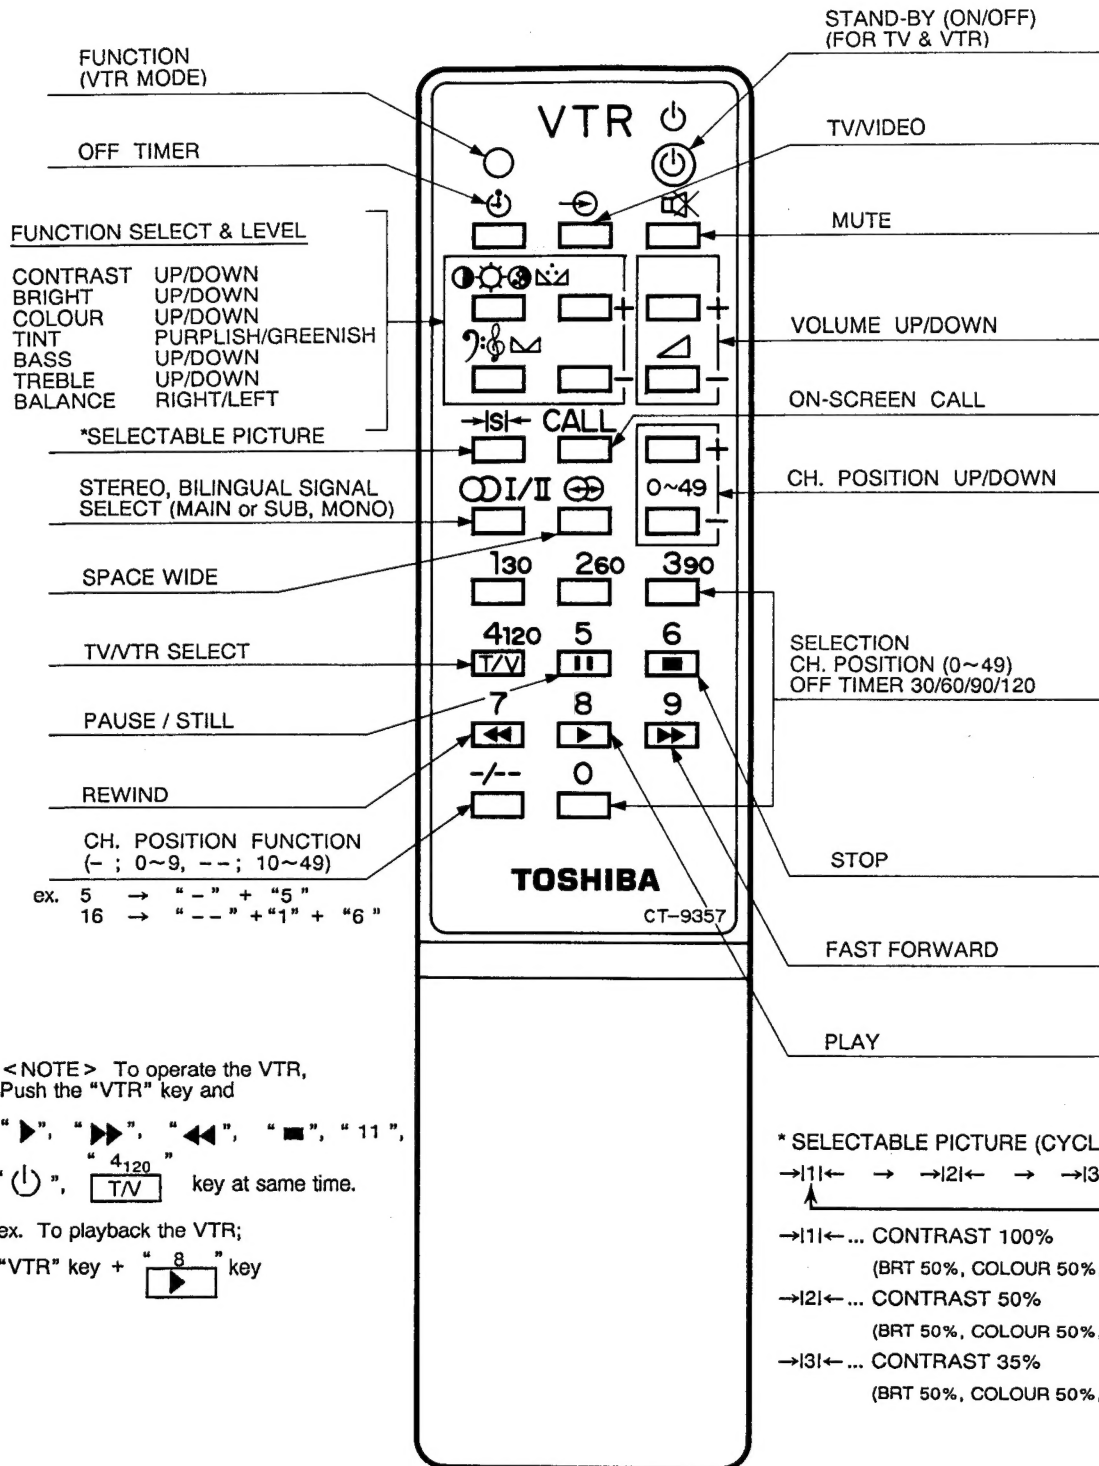 STAND-BY (ON/OFF)
(FOR TV & VTR)
FUNCTION
(VTR MODE)
VTR
TV/VIDEO
OFF TIMER
MUTE
FUNCTION SELECT & LEVEL
CONTRAST UP/DOWN
BRIGHT UP/DOWN
COLOUR UP/DOWN
TINT PURPLISH/GREENISH
BASS UP/DOWN
TREBLE UP/DOWN
BALANCE RIGHT/LEFT
+ +
VOLUME UP/DOWN
- -
ON-SCREEN CALL
→|S|← CALL
*SELECTABLE PICTURE
+
CH. POSITION UP/DOWN
STEREO, BILINGUAL SIGNAL
SELECT (MAIN or SUB, MONO)
I/II
0~49
-
SPACE WIDE
130 260 390
TV/VTR SELECT
4120 5 6
T/V
SELECTION
CH. POSITION (0~49)
OFF TIMER 30/60/90/120
PAUSE / STILL
7 8 9
REWIND
-/-- 0
CH. POSITION FUNCTION
(- ; 0~9, --; 10~49)
ex. 5 → "-" + "5"
16 → "--" + "1" + "6"
STOP
TOSHIBA
CT-9357
FAST FORWARD
PLAY
<NOTE> To operate the VTR,
Push the "VTR" key and
"▶", "▶▶", "◀◀", "■", "11",
"⏻", "4120 T/V" key at same time.
ex. To playback the VTR;
"VTR" key + "8 ▶" key
* SELECTABLE PICTURE (CYCL
→|1|← → →|2|← → →|3
→|1|← ... CONTRAST 100%
(BRT 50%, COLOUR 50%
→|2|← ... CONTRAST 50%
(BRT 50%, COLOUR 50%,
→|3|← ... CONTRAST 35%
(BRT 50%, COLOUR 50%,